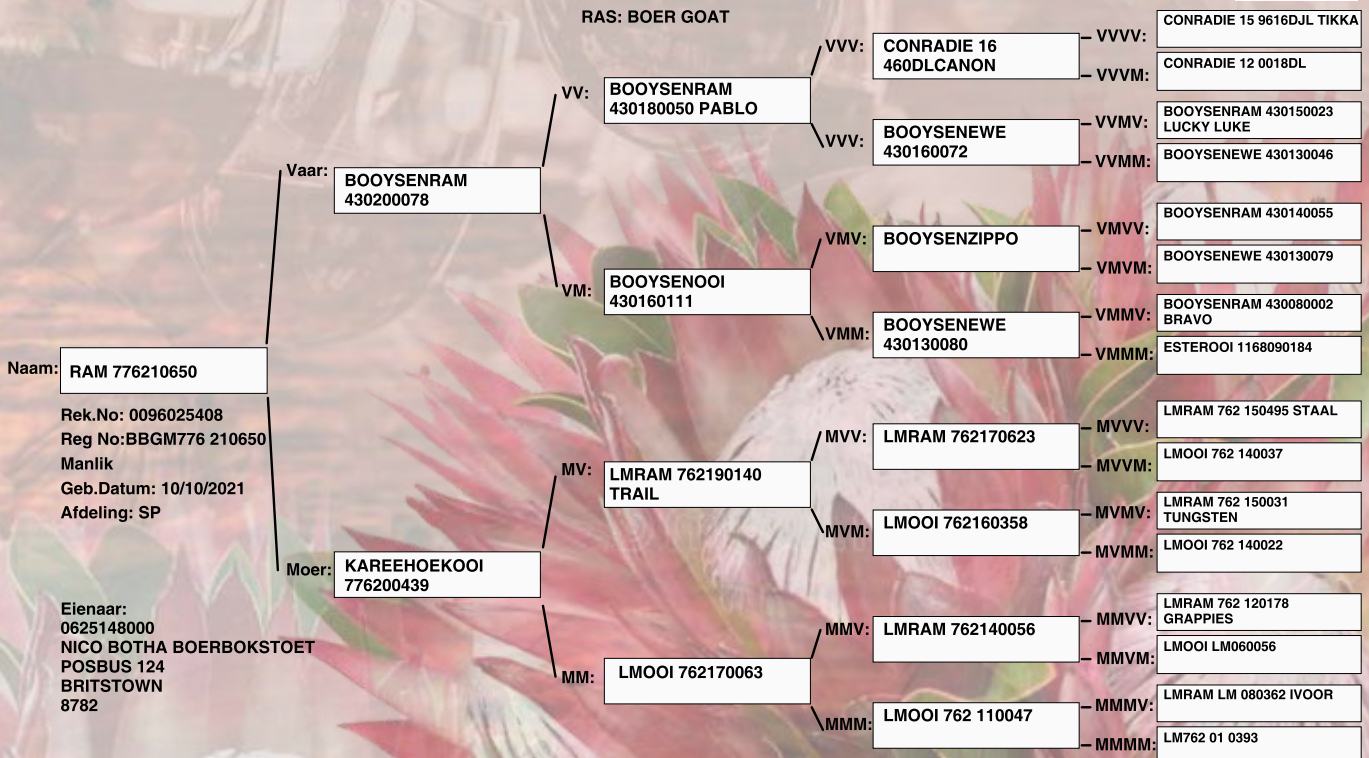 RAS: BOER GOAT
Naam:
RAM 776210650
Rek.No: 0096025408
Reg No:BBGM776 210650
Manlik
Geb.Datum: 10/10/2021
Afdeling: SP
Eienaar:
0625148000
NICO BOTHA BOERBOKSTOET
POSBUS 124
BRITSTOWN
8782
Vaar:
BOOYSENRAM
430200078
Moer:
KAREEHOEKOOI
776200439
VV:
BOOYSENRAM
430180050 PABLO
VM:
BOOYSENOOI
430160111
MV:
LMRAM 762190140
TRAIL
MM:
LMOOI 762170063
VVV:
CONRADIE 16
460DLCANON
VVV:
BOOYSENEWE
430160072
VMV:
BOOYSENZIPPO
VMM:
BOOYSENEWE
430130080
MVV:
LMRAM 762170623
MVM:
LMOOI 762160358
MMV:
LMRAM 762140056
MMM:
LMOOI 762 110047
VVVV:
CONRADIE 15 9616DJL TIKKA
VVVM:
CONRADIE 12 0018DL
VVMV:
BOOYSENRAM 430150023
LUCKY LUKE
VVMM:
BOOYSENEWE 430130046
VMVV:
BOOYSENRAM 430140055
VMVM:
BOOYSENEWE 430130079
VMMV:
BOOYSENRAM 430080002
BRAVO
VMMM:
ESTEROOI 1168090184
MVVV:
LMRAM 762 150495 STAAL
MVVM:
LMOOI 762 140037
MVMV:
LMRAM 762 150031
TUNGSTEN
MVMM:
LMOOI 762 140022
MMVV:
LMRAM 762 120178
GRAPPIES
MMVM:
LMOOI LM060056
MMMV:
LMRAM LM 080362 IVOOR
MMMM:
LM762 01 0393